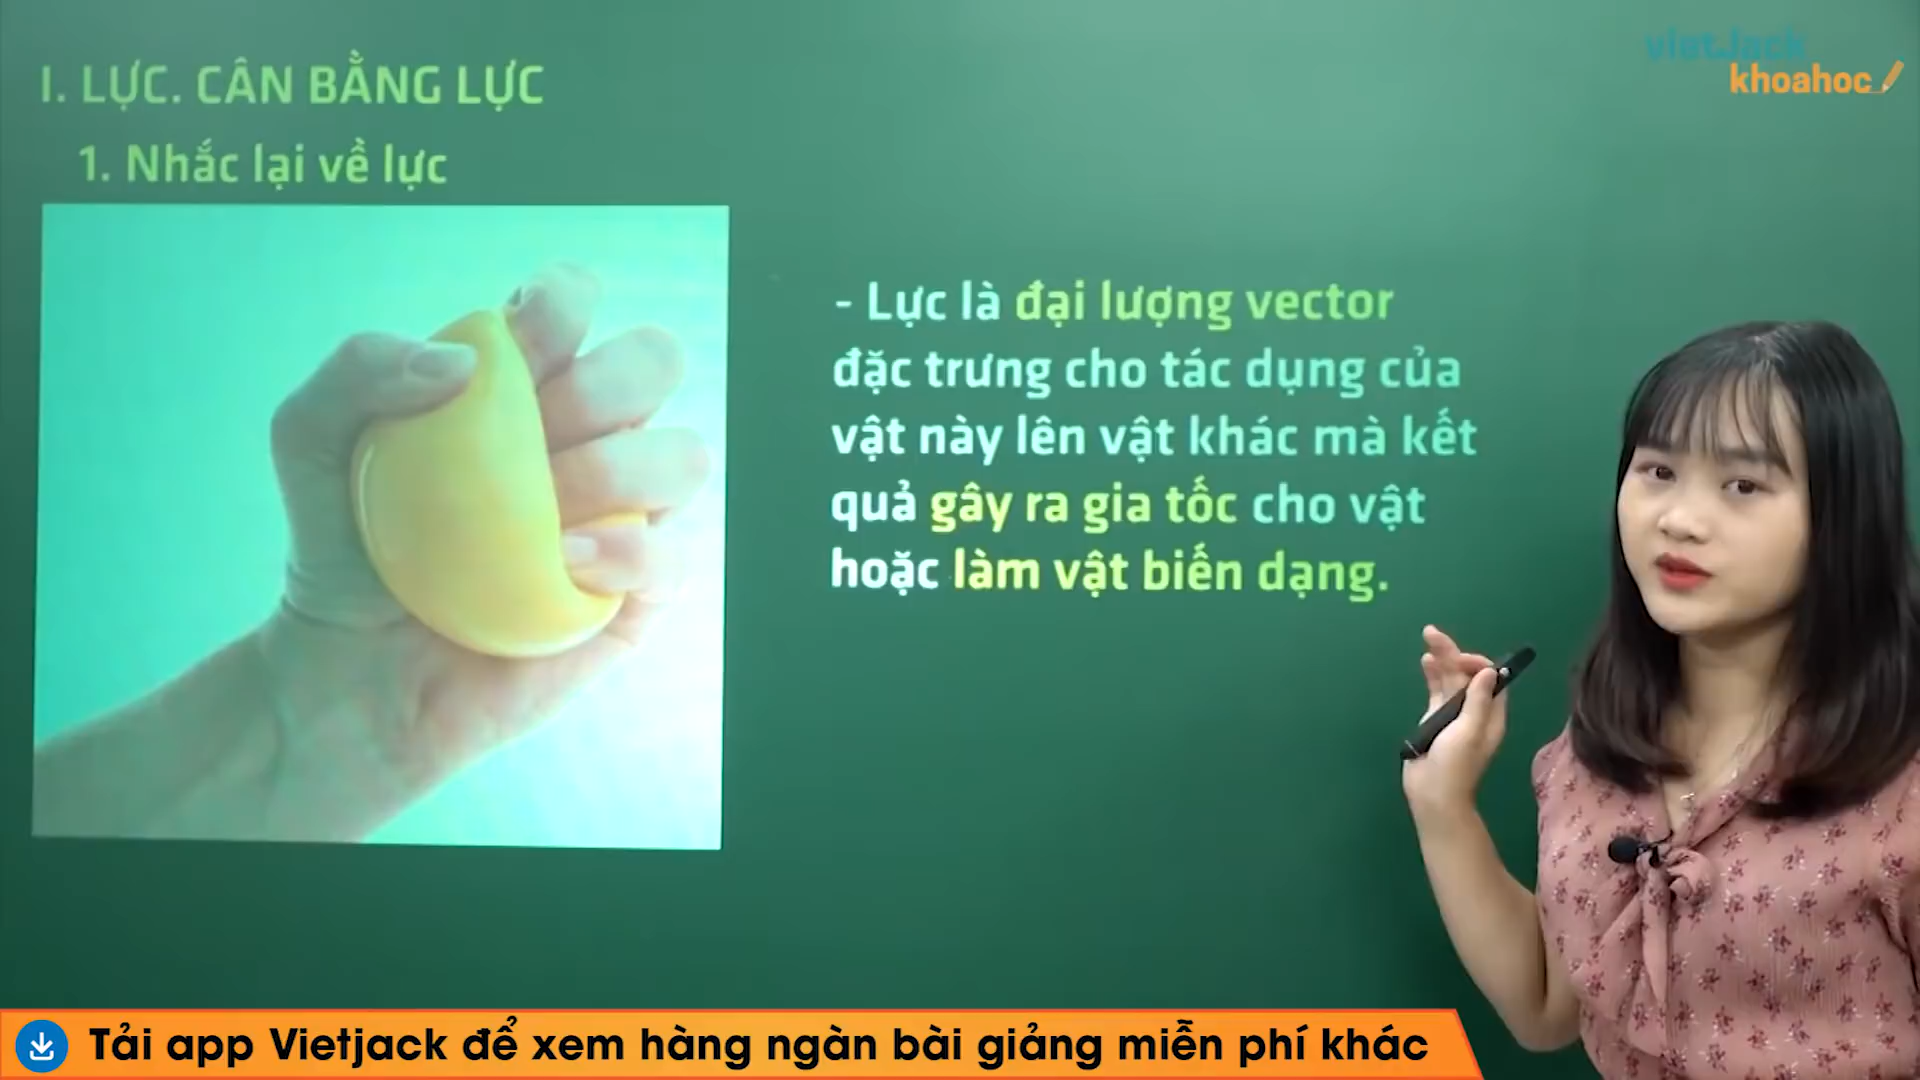 I. LỰC. CÂN BẰNG LỰC
1. Nhắc lại về lực
vietJack
khoahoc
- Lực là đại lượng vector
đặc trưng cho tác dụng của
vật này lên vật khác mà kết
quả gây ra gia tốc cho vật
hoặc làm vật biến dạng.
Tải app Vietjack để xem hàng ngàn bài giảng miễn phí khác